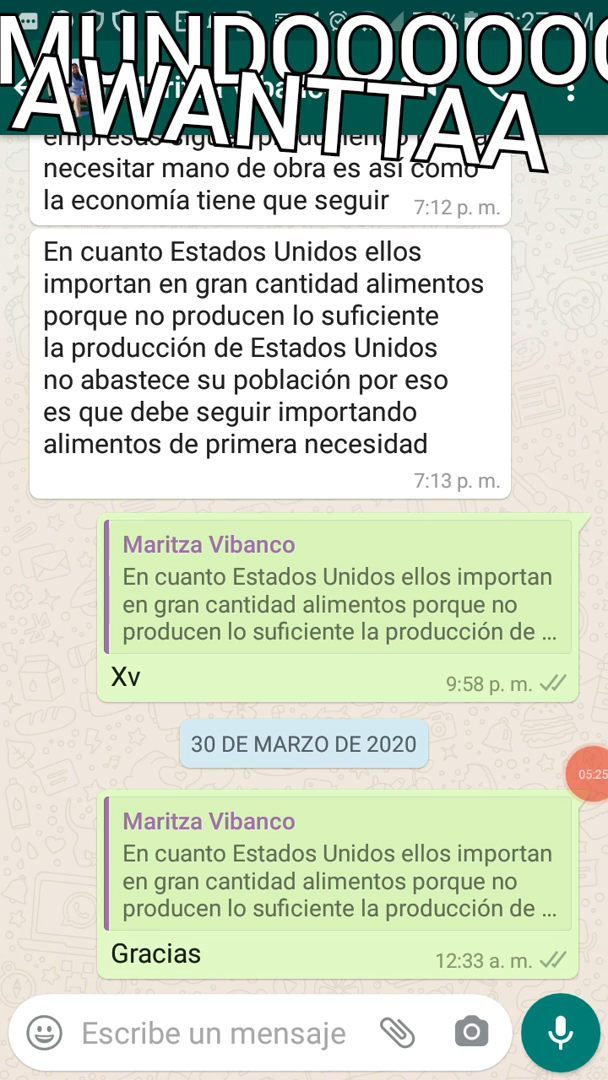 MUNDOOOOOO
AWANTTAA
necesitar mano de obra es así como
la economía tiene que seguir 7:12 p. m.
En cuanto Estados Unidos ellos
importan en gran cantidad alimentos
porque no producen lo suficiente
la producción de Estados Unidos
no abastece su población por eso
es que debe seguir importando
alimentos de primera necesidad
7:13 p. m.
Maritza Vibanco
En cuanto Estados Unidos ellos importan
en gran cantidad alimentos porque no
producen lo suficiente la producción de ...
Xv 9:58 p. m.
30 DE MARZO DE 2020
05:25
Maritza Vibanco
En cuanto Estados Unidos ellos importan
en gran cantidad alimentos porque no
producen lo suficiente la producción de ...
Gracias 12:33 a. m.
Escribe un mensaje